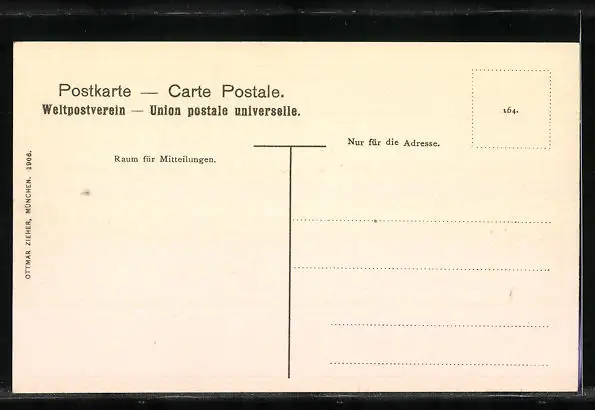 Postkarte — Carte Postale.
Weltpostverein — Union postale universelle.
164.
Nur für die Adresse.
Raum für Mitteilungen.
OTTMAR ZIEHER, MÜNCHEN. 1906.